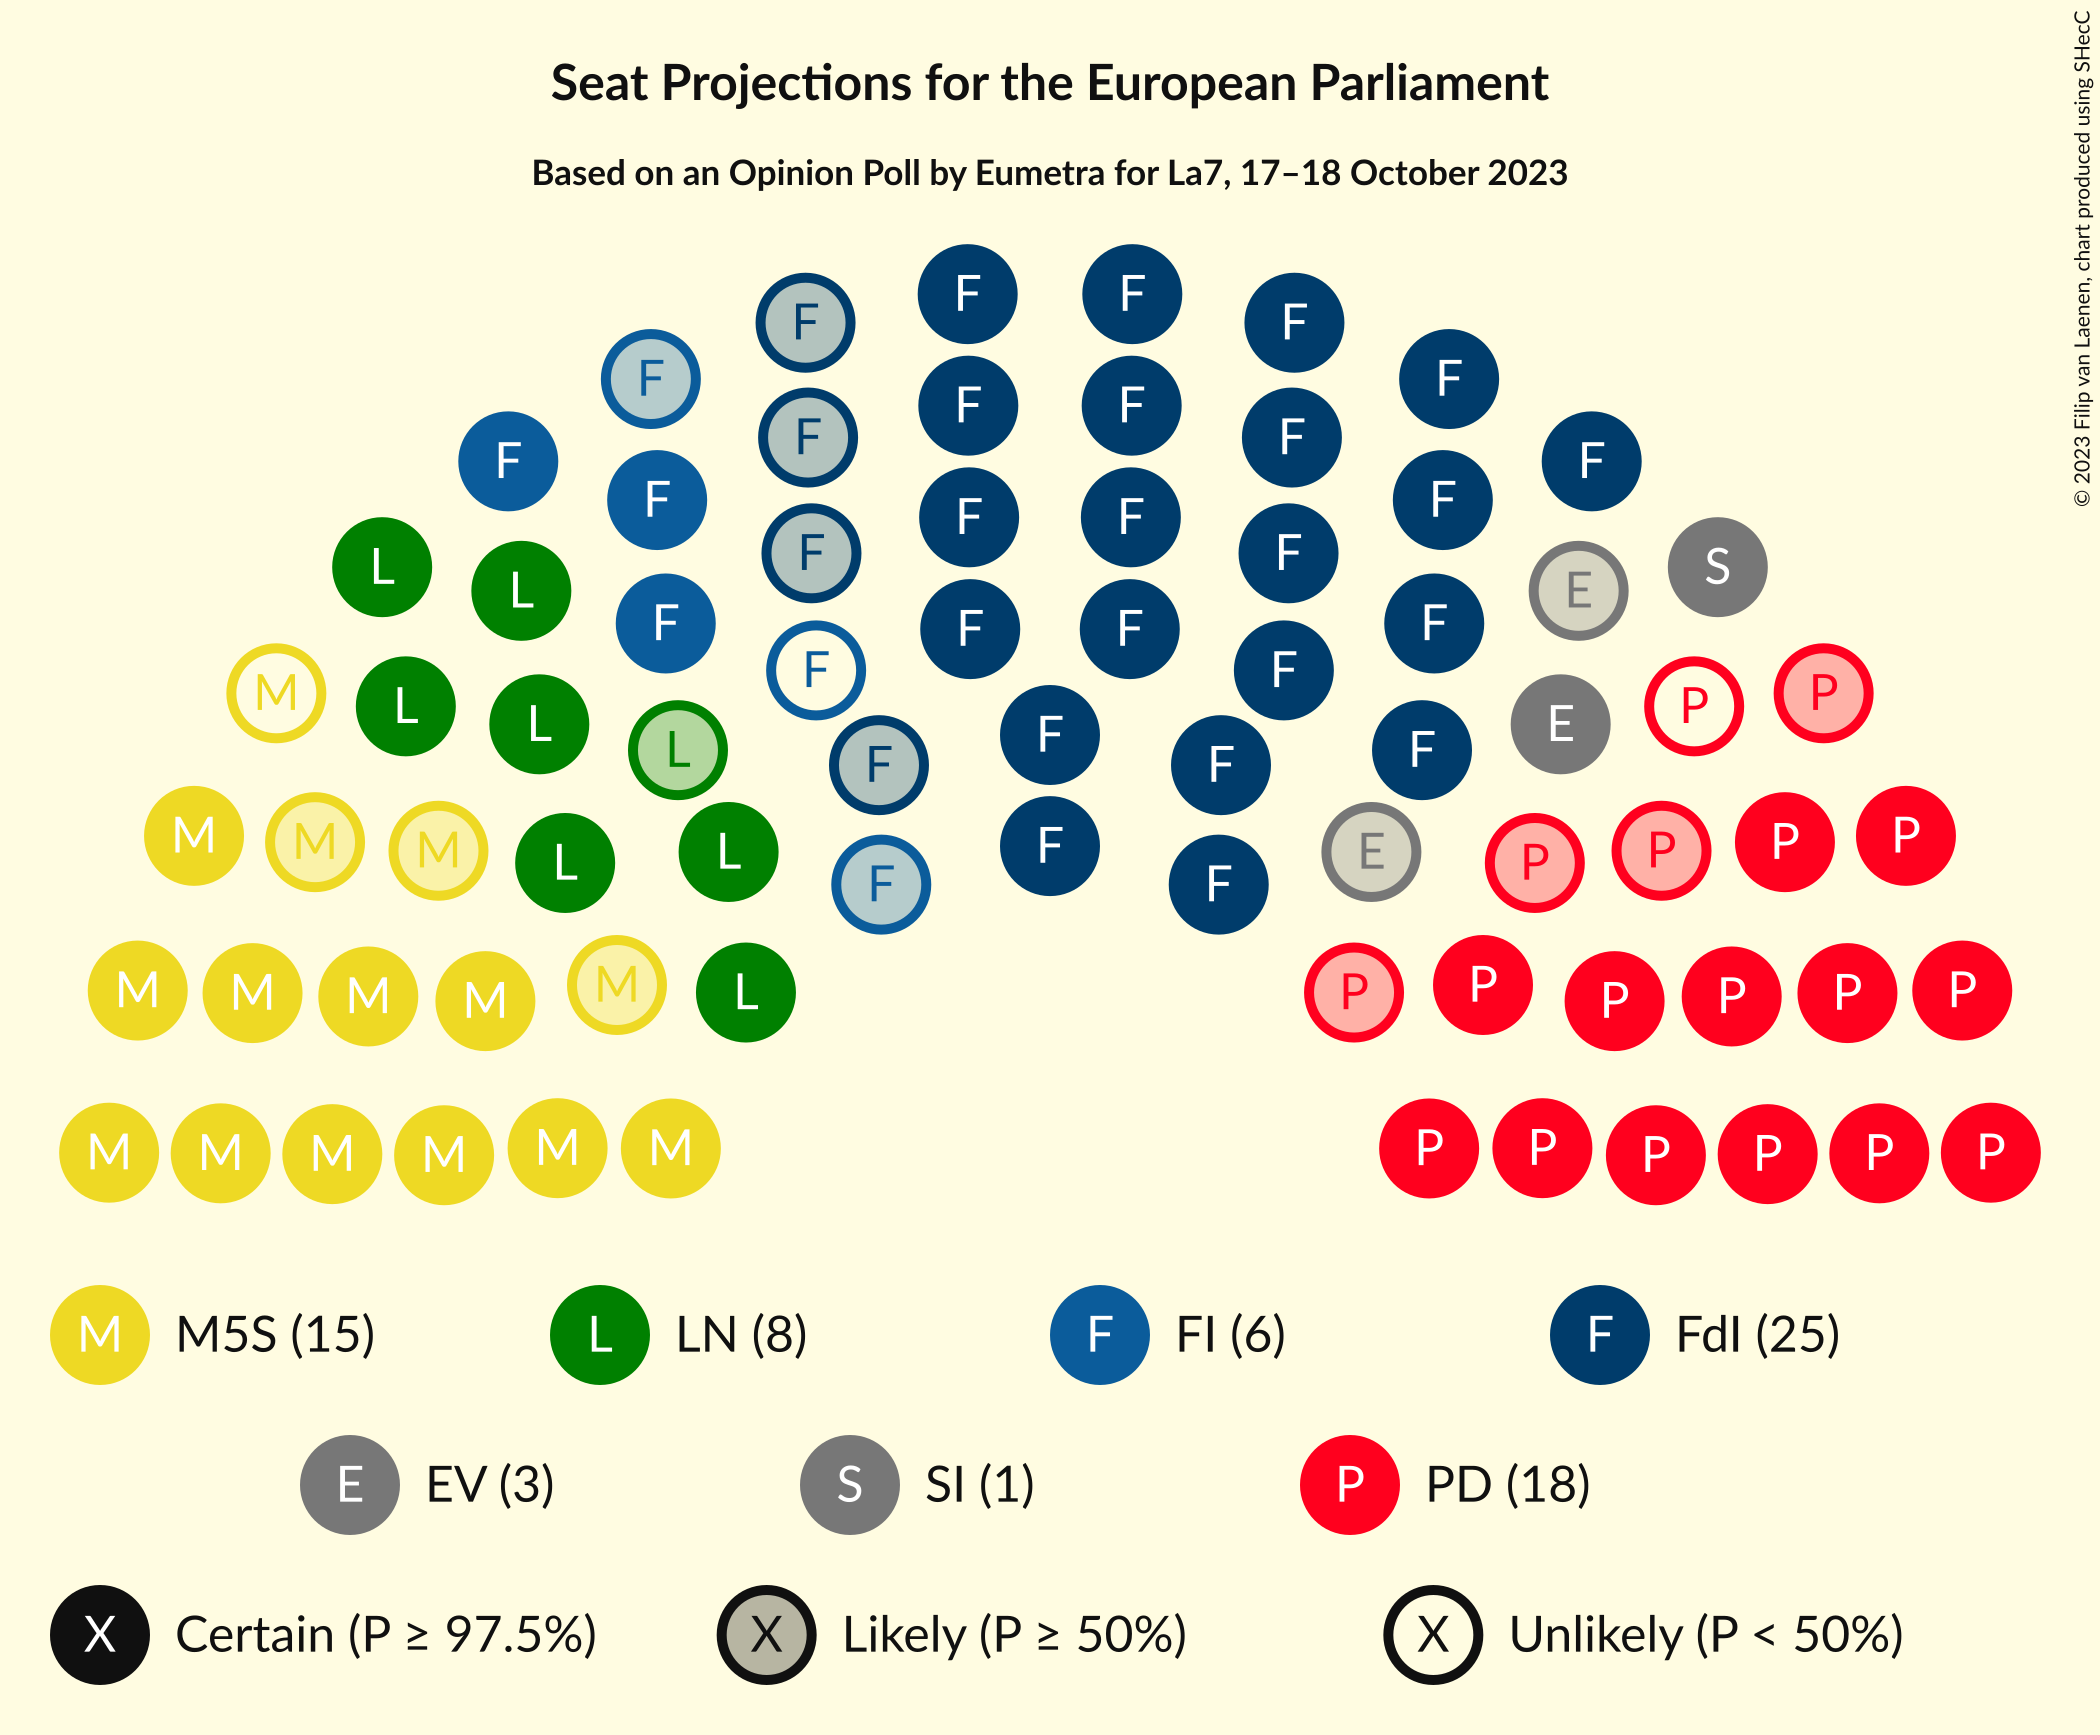 Seat Projections for the European Parliament
Based on an Opinion Poll by Eumetra for La7, 17–18 October 2023
© 2023 Filip van Laenen, chart produced using SHecC
F F
F F
F F
F F F F
F F
F F
F F
F F
F F
L L
F F
E S
F F
F F
L L
F F
M P
L P
L E
F
L F
F F
M P
M P
M P
L P
L E
F
F F
M P
M P
M P
M P
M P
L P
M M M M M M P P P P P P
M M5S (15) L LN (8) F FI (6) F FdI (25)
E EV (3) S SI (1) P PD (18)
X Certain (P ≥ 97.5%) X Likely (P ≥ 50%) X Unlikely (P < 50%)